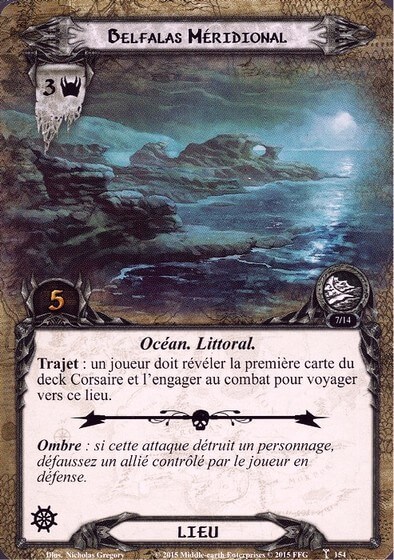 Belfalas Méridional
3
5
7/14
Océan. Littoral.
Trajet : un joueur doit révéler la première carte du
deck Corsaire et l'engager au combat pour voyager
vers ce lieu.
Ombre : si cette attaque détruit un personnage,
défaussez un allié contrôlé par le joueur en
défense.
LIEU
Illus. Nicholas Gregory © 2015 Middle-earth Enterprises © 2015 FFG 154